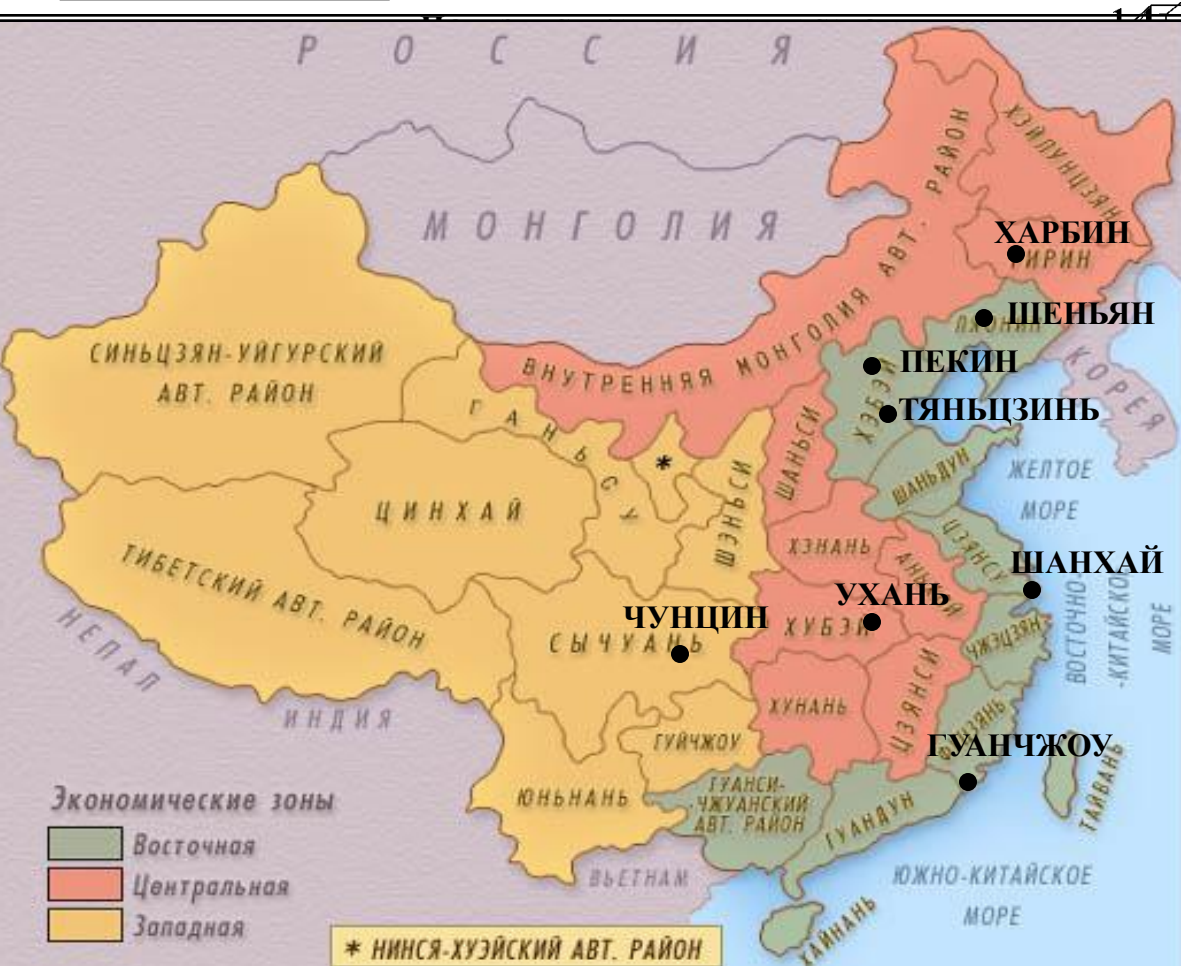 РОССИЯ
МОНГОЛИЯ
ХЭЙЛУНЦЗЯН
ХАРБИН
ГИРИН
ВНУТРЕННЯЯ МОНГОЛИЯ АВТ. РАЙОН
ШЕНЬЯН
ЛЯОНИН
ПЕКИН
ХЭБЭЙ
ТЯНЬЦЗИНЬ
КОРЕЯ
СИНЬЦЗЯН-УЙГУРСКИЙ
АВТ. РАЙОН
ГАНЬСУ
*
ШЭНЬСИ
ШАНЬСИ
ШАНЬДУН
ЖЕЛТОЕ
МОРЕ
ЦИНХАЙ
ТИБЕТСКИЙ АВТ. РАЙОН
ХЭНАНЬ
АНЬХОЙ
ЦЗЯНСУ
ШАНХАЙ
УХАНЬ
ХУБЭЙ
ЧУНЦИН
СЫЧУАНЬ
ЧЖЭЦЗЯН
ВОСТОЧНО-
-КИТАЙСКОЕ
МОРЕ
НЕПАЛ
ИНДИЯ
ХУНАНЬ
ЦЗЯНСИ
ФУЦЗЯНЬ
ГУАНЧЖОУ
ГУЙЧЖОУ
ЮНЬНАНЬ
ГУАНСИ-
-ЧЖУАНСКИЙ
АВТ. РАЙОН
ГУАНДУН
ТАЙВАНЬ
ВЬЕТНАМ
ЮЖНО-КИТАЙСКОЕ
МОРЕ
ХАЙНАНЬ
Экономические зоны
Восточная
Центральная
Западная
* НИНСЯ-ХУЭЙСКИЙ АВТ. РАЙОН